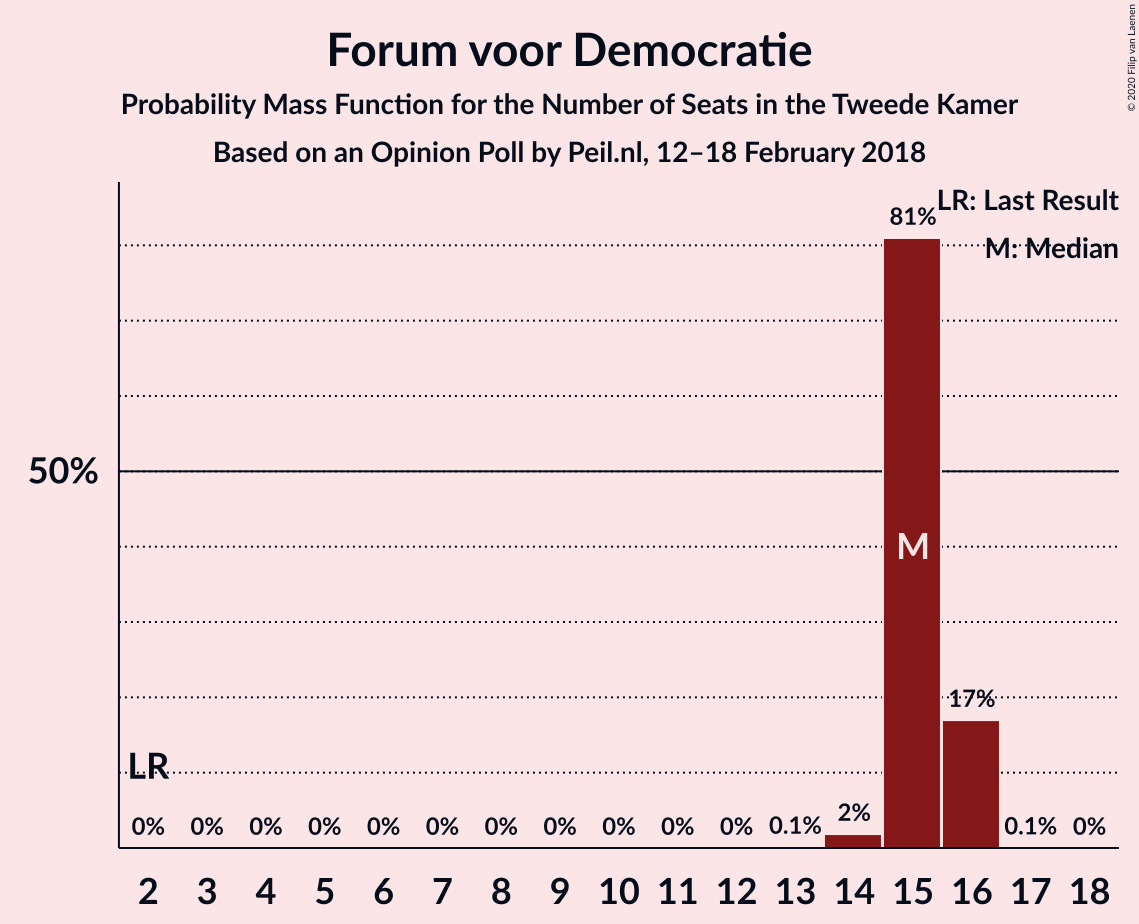 Forum voor Democratie
Probability Mass Function for the Number of Seats in the Tweede Kamer
Based on an Opinion Poll by Peil.nl, 12–18 February 2018
© 2020 Filip van Laenen
LR: Last Result
M: Median
81%
50%
M
17%
LR
0% 0% 0% 0% 0% 0% 0% 0% 0% 0% 0% 0.1% 2% 0.1% 0%
2 3 4 5 6 7 8 9 10 11 12 13 14 15 16 17 18